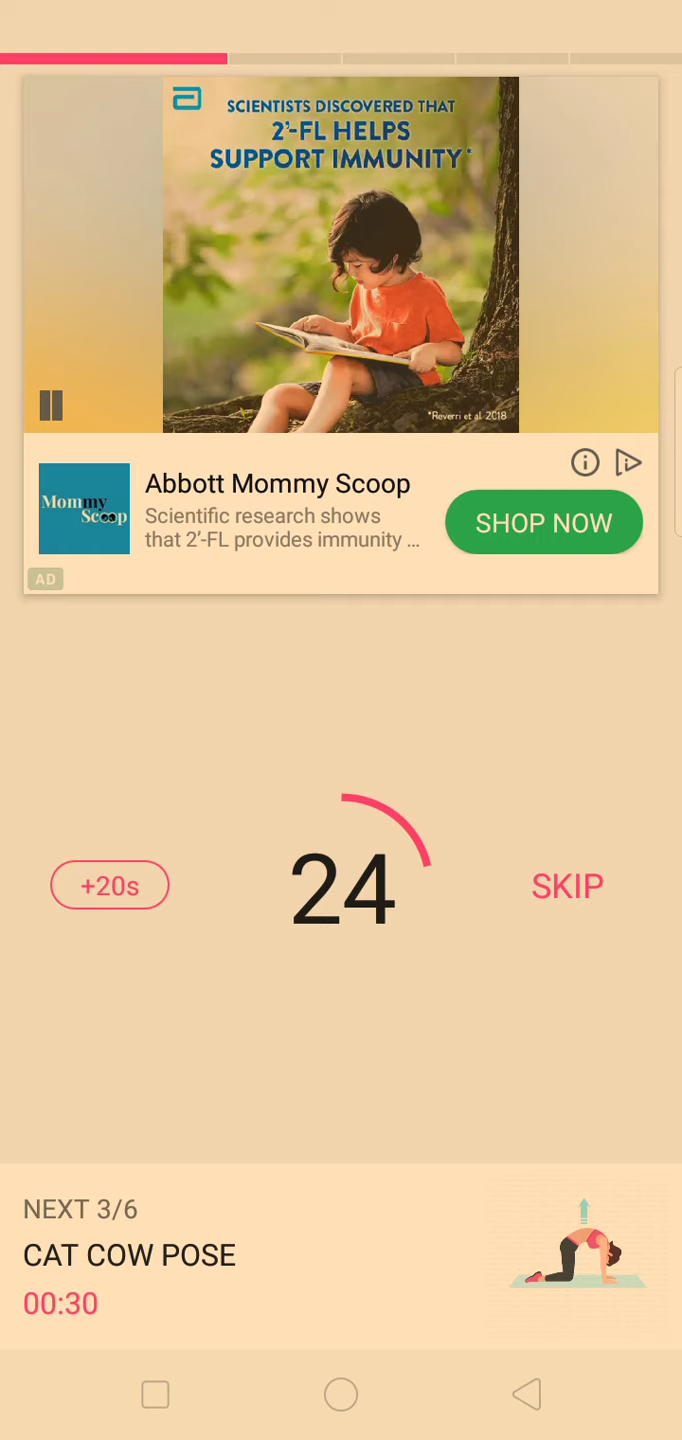 SCIENTISTS DISCOVERED THAT
2'-FL HELPS
SUPPORT IMMUNITY*
*Reverri et al 2018
Abbott Mommy Scoop
Mommy
Scoop
Scientific research shows
that 2'-FL provides immunity ...
SHOP NOW
AD
+20s
24
SKIP
NEXT 3/6
CAT COW POSE
00:30